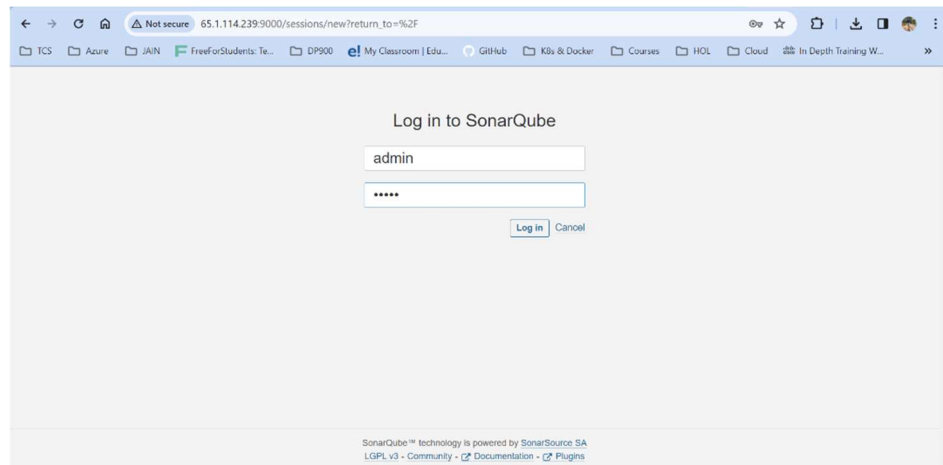 Not secure 65.1.114.239:9000/sessions/new?return_to=%2F
TCS Azure JAIN FreeForStudents: Te... DP900 e! My Classroom | Edu... GitHub K8s & Docker Courses HOL Cloud In Depth Training W... »
Log in to SonarQube
admin
•••••
Log in Cancel
SonarQube™ technology is powered by SonarSource SA
LGPL v3 - Community - Documentation - Plugins